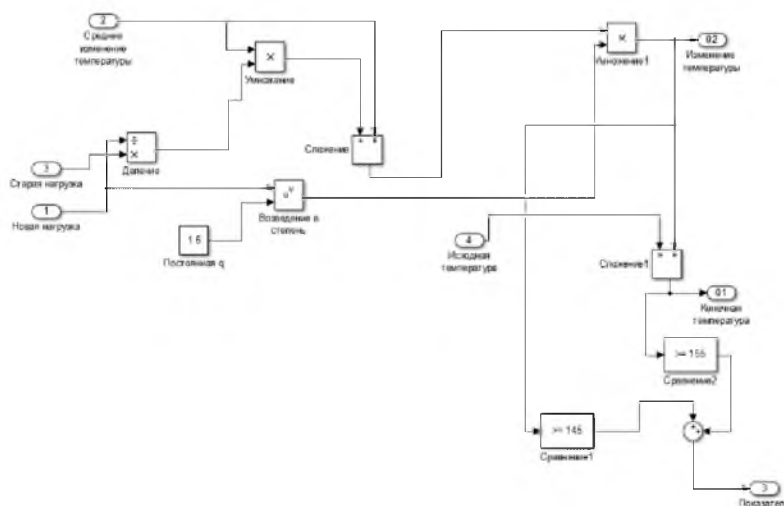 2
Среднее
изменение
температуры
×
Умножение
÷
×
Деление
3
Старая нагрузка
1
Новая нагрузка
1.6
Постоянная q
u^v
Возведение в
степень
+ +
Сложение
×
Умножение1
02
Изменение
температуры
4
Исходная
температура
Сложение1
01
Конечная
температура
>= 155
Сравнение2
>= 145
Сравнение1
3